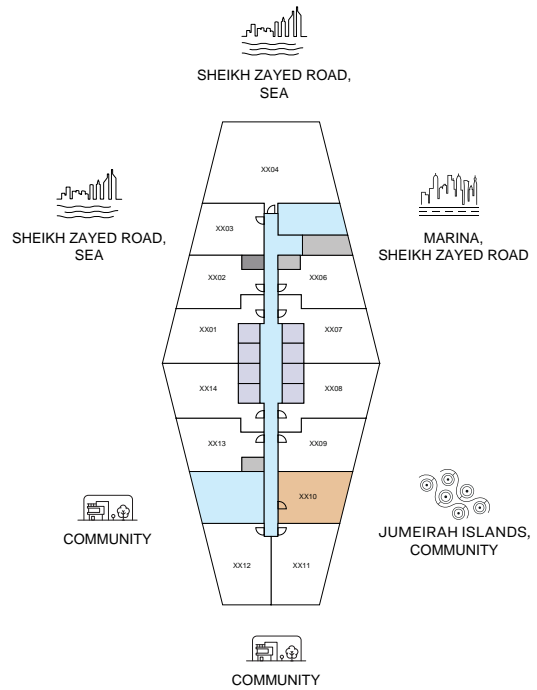 SHEIKH ZAYED ROAD,
SEA
XX04
SHEIKH ZAYED ROAD,
SEA
XX03
MARINA,
SHEIKH ZAYED ROAD
XX02
XX06
XX01
XX07
XX14
XX08
XX13
XX09
XX10
COMMUNITY
JUMEIRAH ISLANDS,
COMMUNITY
XX12
XX11
COMMUNITY